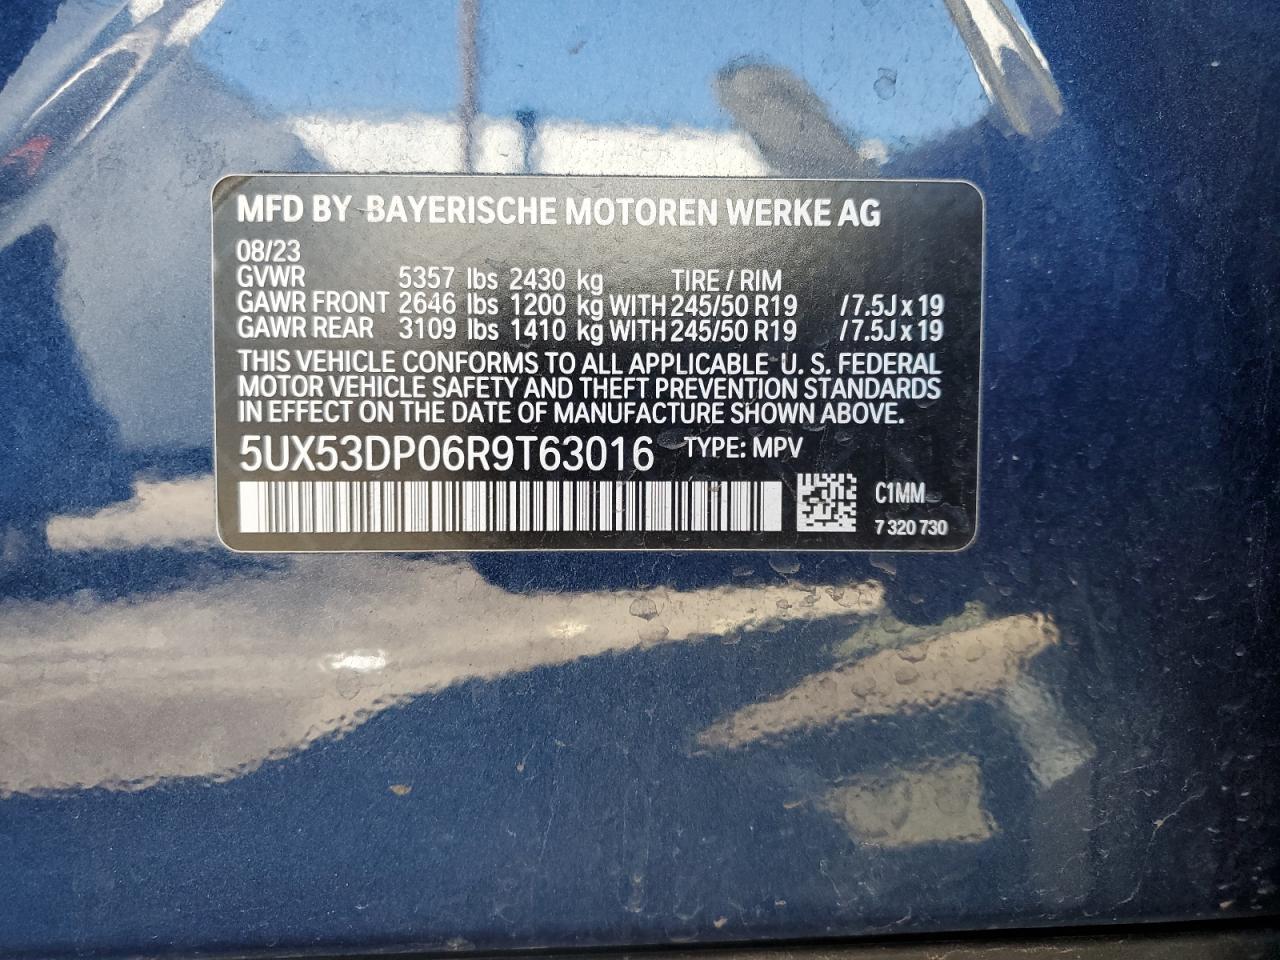 MFD BY BAYERISCHE MOTOREN WERKE AG
08/23
GVWR 5357 lbs 2430 kg TIRE / RIM
GAWR FRONT 2646 lbs 1200 kg WITH 245/50 R19 /7.5J x 19
GAWR REAR 3109 lbs 1410 kg WITH 245/50 R19 /7.5J x 19
THIS VEHICLE CONFORMS TO ALL APPLICABLE U. S. FEDERAL
MOTOR VEHICLE SAFETY AND THEFT PREVENTION STANDARDS
IN EFFECT ON THE DATE OF MANUFACTURE SHOWN ABOVE.
5UX53DP06R9T63016 TYPE: MPV
C1MM
7 320 730